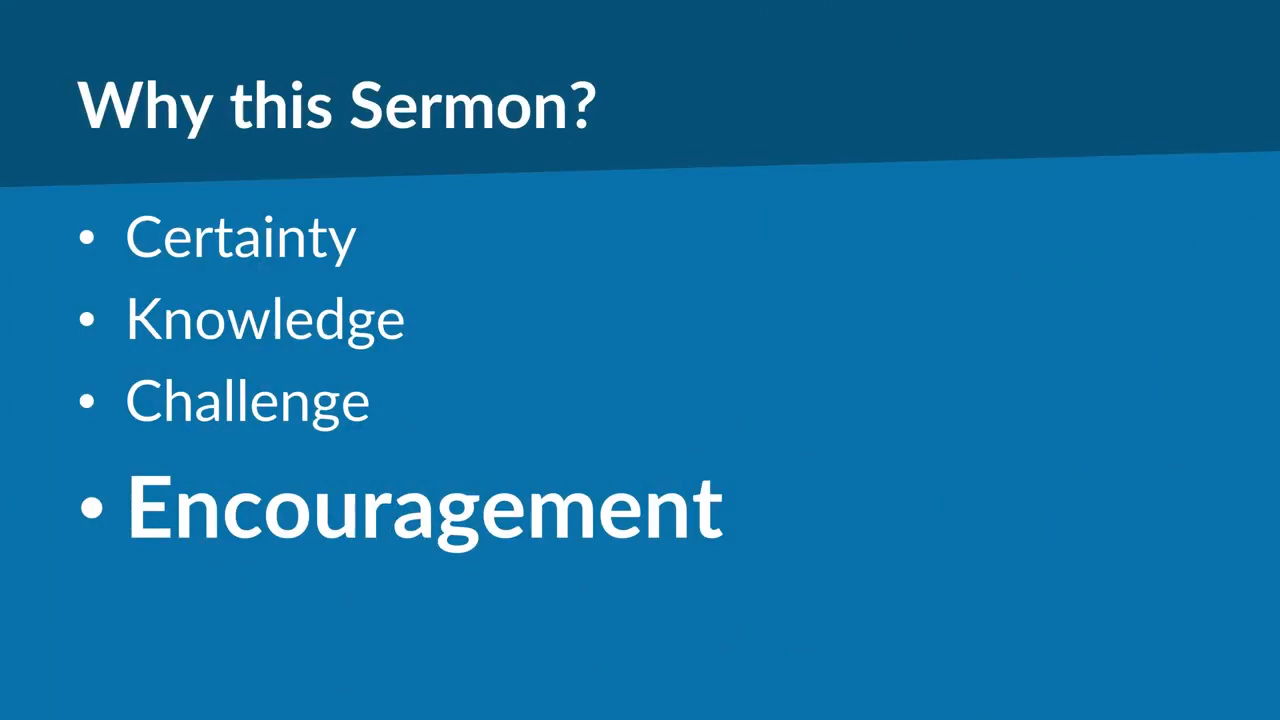 Why this Sermon?
• Certainty
• Knowledge
• Challenge
• Encouragement